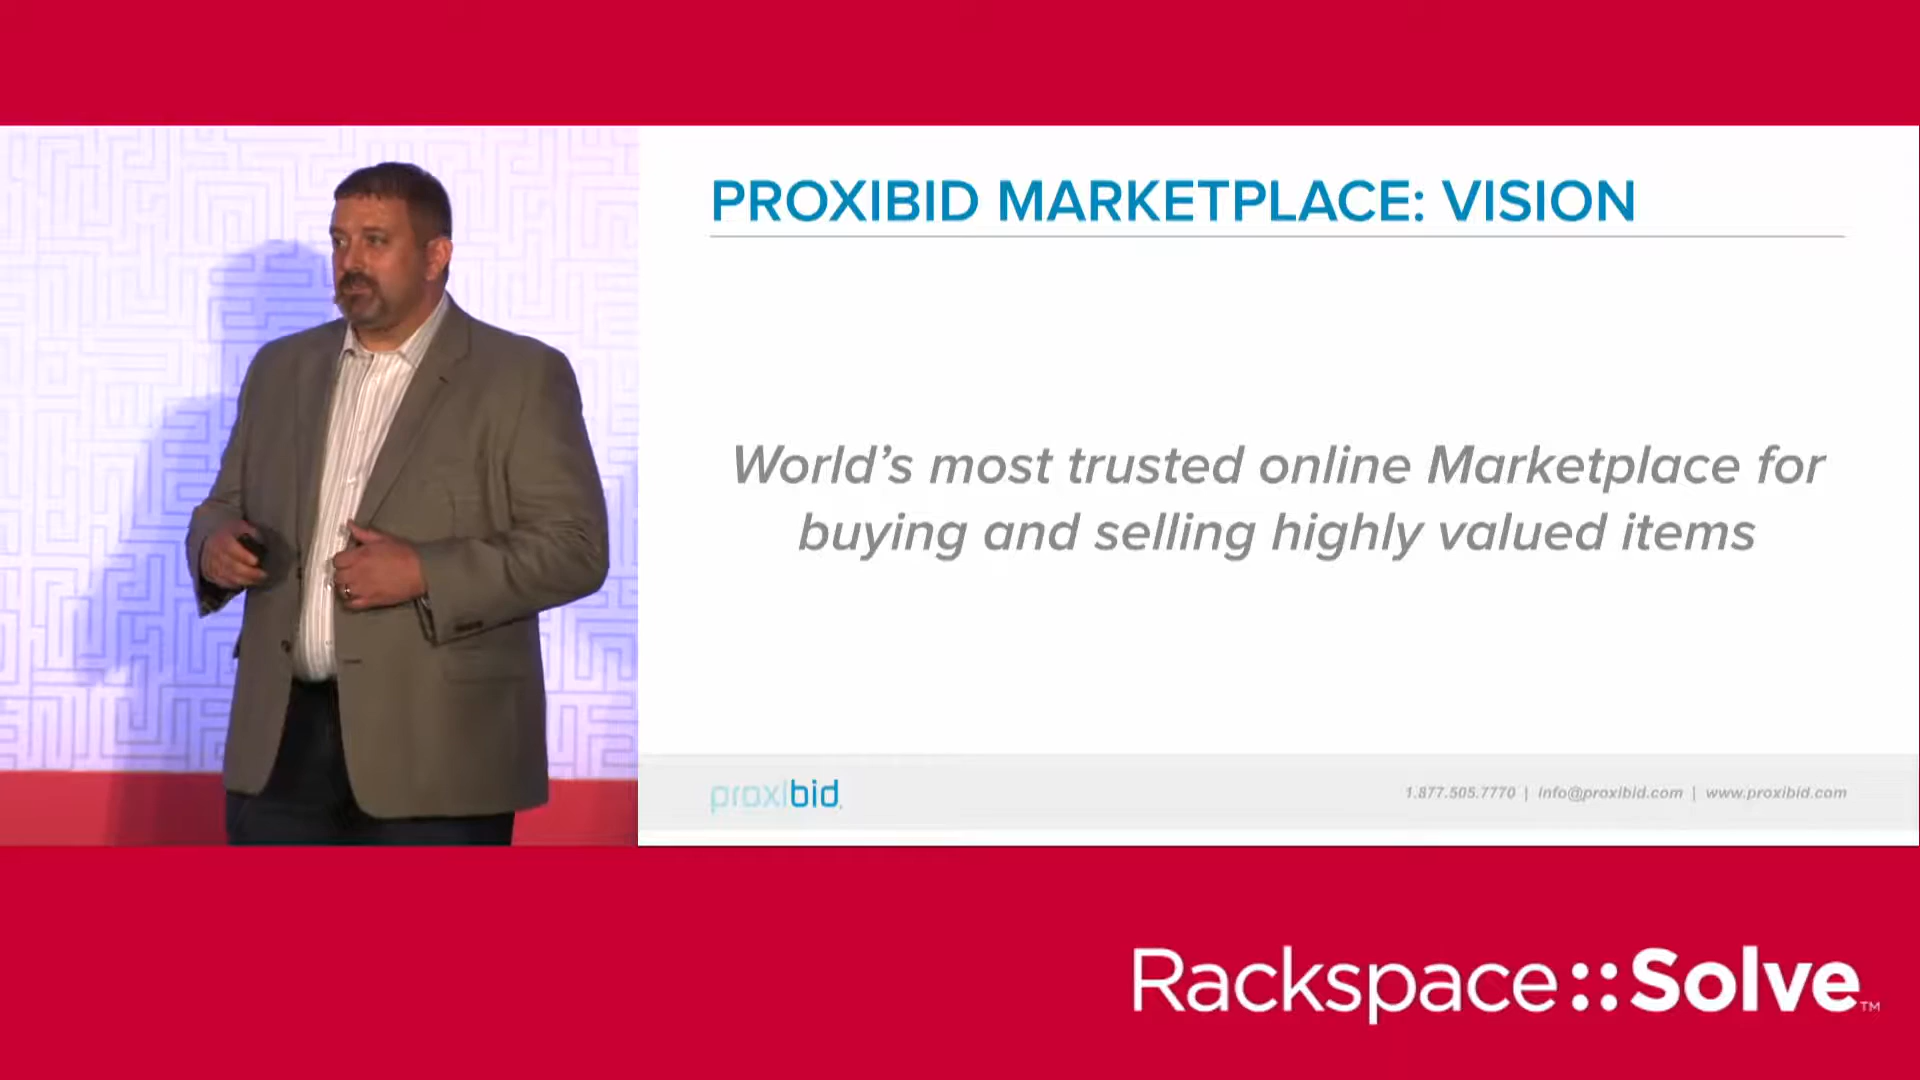 PROXIBID MARKETPLACE: VISION
World's most trusted online Marketplace for
buying and selling highly valued items
proxibid
1.877.505.7770 | info@proxibid.com | www.proxibid.com
Rackspace::Solve™